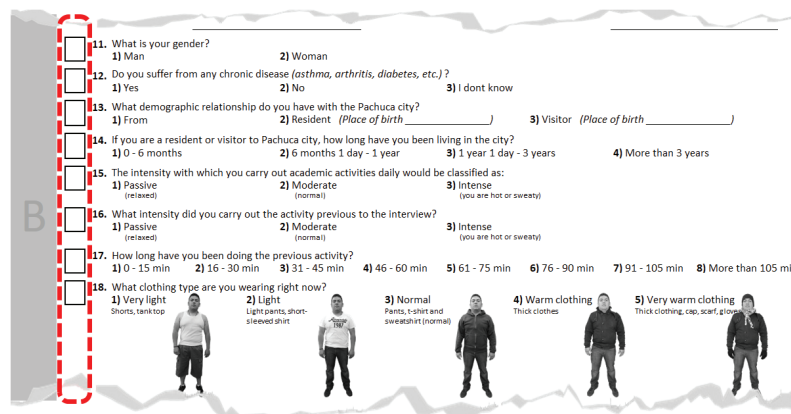 B
11. What is your gender?
1) Man 2) Woman
12. Do you suffer from any chronic disease (asthma, arthritis, diabetes, etc.) ?
1) Yes 2) No 3) I dont know
13. What demographic relationship do you have with the Pachuca city?
1) From 2) Resident (Place of birth ________________) 3) Visitor (Place of birth ________________)
14. If you are a resident or visitor to Pachuca city, how long have you been living in the city?
1) 0 - 6 months 2) 6 months 1 day - 1 year 3) 1 year 1 day - 3 years 4) More than 3 years
15. The intensity with which you carry out academic activities daily would be classified as:
1) Passive 2) Moderate 3) Intense
(relaxed) (normal) (you are hot or sweaty)
16. What intensity did you carry out the activity previous to the interview?
1) Passive 2) Moderate 3) Intense
(relaxed) (normal) (you are hot or sweaty)
17. How long have you been doing the previous activity?
1) 0 - 15 min 2) 16 - 30 min 3) 31 - 45 min 4) 46 - 60 min 5) 61 - 75 min 6) 76 - 90 min 7) 91 - 105 min 8) More than 105 mi
18. What clothing type are you wearing right now?
1) Very light 2) Light 3) Normal 4) Warm clothing 5) Very warm clothing
Shorts, tank top Light pants, short- Pants, t-shirt and Thick clothes Thick clothing, cap, scarf, glove
sleeved shirt sweatshirt (normal)
1987